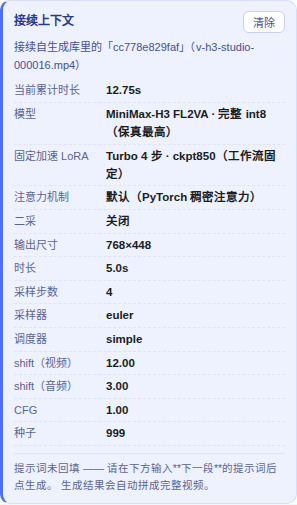 接续上下文
清除
接续自生成库里的「cc778e829faf」（v-h3-studio-
000016.mp4）
当前累计时长 12.75s
模型 MiniMax-H3 FL2VA · 完整 int8
（保真最高）
固定加速 LoRA Turbo 4 步 · ckpt850（工作流固
定）
注意力机制 默认（PyTorch 稠密注意力）
二采 关闭
输出尺寸 768×448
时长 5.0s
采样步数 4
采样器 euler
调度器 simple
shift（视频） 12.00
shift（音频） 3.00
CFG 1.00
种子 999
提示词未回填 —— 请在下方输入**下一段**的提示词后
点生成。 生成结果会自动拼成完整视频。